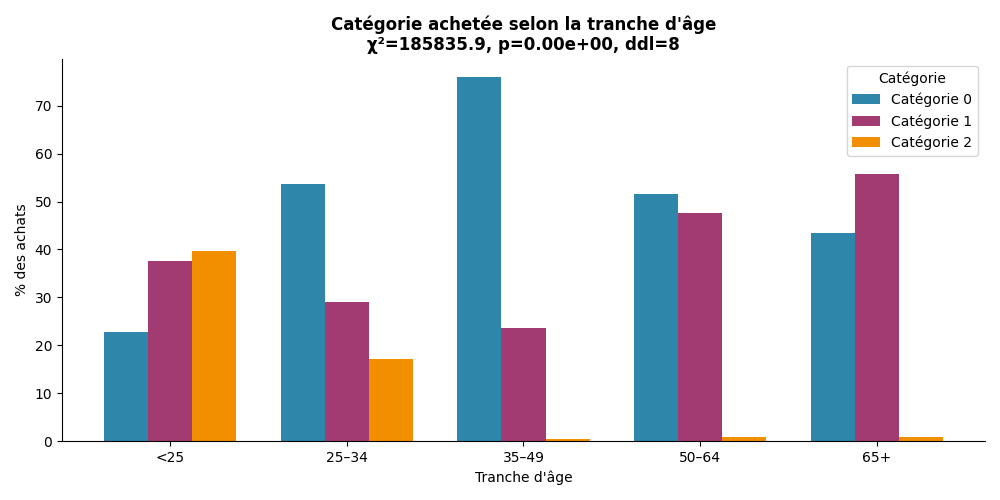 Catégorie achetée selon la tranche d'âge
χ²=185835.9, p=0.00e+00, ddl=8
Catégorie
Catégorie 0
Catégorie 1
Catégorie 2
% des achats
70
60
50
40
30
20
10
0
<25
25–34
35–49
50–64
65+
Tranche d'âge